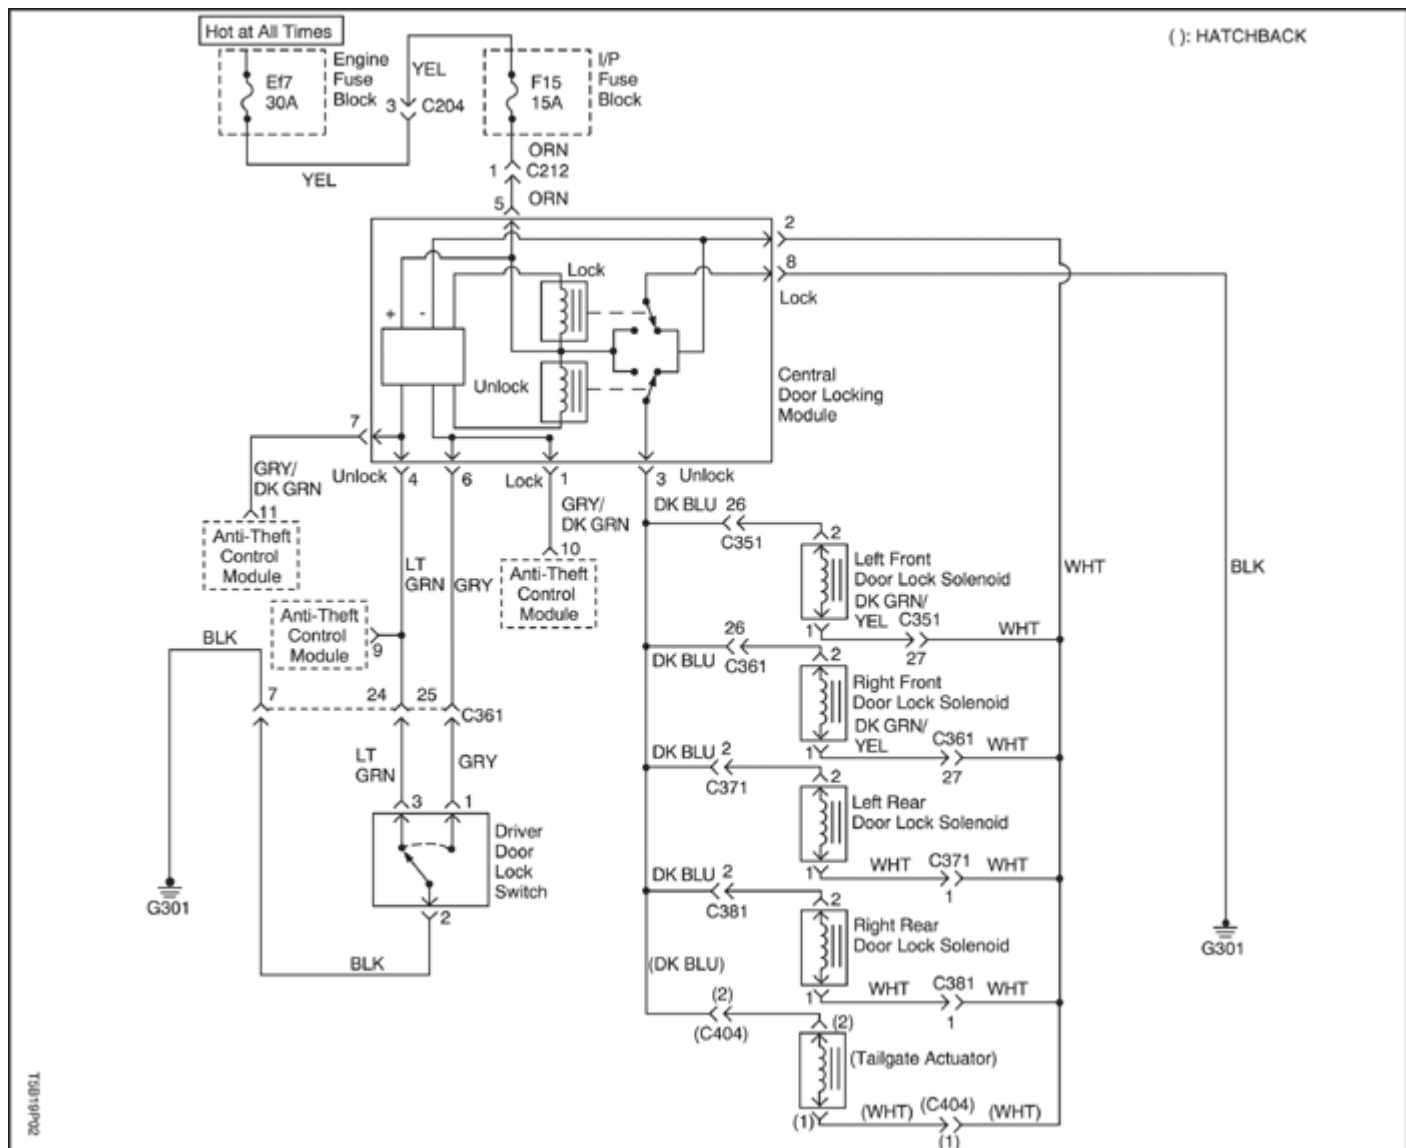 Hot at All Times
( ): HATCHBACK
Engine
Fuse
Block
Ef7
30A
YEL
3
C204
F15
15A
I/P
Fuse
Block
YEL
ORN
1
C212
5
ORN
2
8
Lock
Lock
+
-
Unlock
Central
Door Locking
Module
7
GRY/
DK GRN
Unlock
4
6
Lock
1
3
Unlock
11
Anti-Theft
Control
Module
GRY/
DK GRN
10
Anti-Theft
Control
Module
LT
GRN
GRY
Anti-Theft
Control
Module
9
BLK
7
24
25
C361
LT
GRN
GRY
3
1
Driver
Door
Lock
Switch
2
BLK
G301
DK BLU
26
C351
2
Left Front
Door Lock Solenoid
DK GRN/
YEL
1
C351
27
WHT
WHT
BLK
DK BLU
26
C361
2
Right Front
Door Lock Solenoid
DK GRN/
YEL
1
C361
27
WHT
DK BLU
2
C371
2
Left Rear
Door Lock Solenoid
1
WHT
C371
1
WHT
DK BLU
2
C381
2
Right Rear
Door Lock Solenoid
1
WHT
C381
1
WHT
G301
(DK BLU)
(2)
(C404)
(2)
(Tailgate Actuator)
(1)
(WHT)
(C404)
(1)
(WHT)
T5B19P02